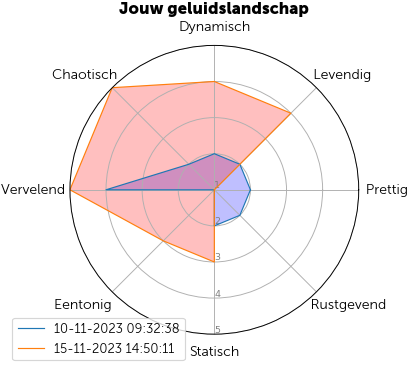 Jouw geluidslandschap
Dynamisch
Chaotisch
Levendig
Vervelend
1
Prettig
2
3
4
Eentonig
Rustgevend
5
Statisch
10-11-2023 09:32:38
15-11-2023 14:50:11